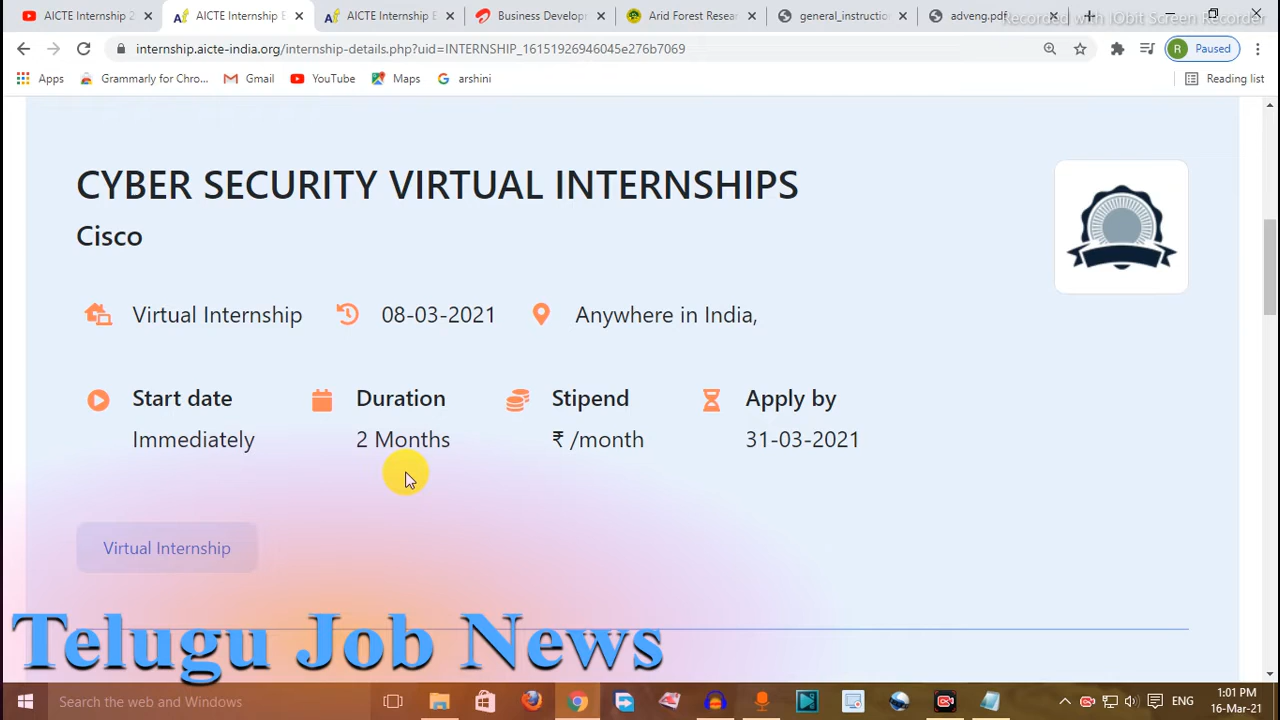 AICTE Internship 2
AICTE Internship E
AICTE Internship E
Business Develop
Arid Forest Res
general_instructio
adveng.pdf
Recorded with IObit Screen Recorder
internship.aicte-india.org/internship-details.php?uid=INTERNSHIP_16151926946045e276b7069
R Paused
Apps
Grammarly for Chro...
Gmail
YouTube
Maps
arshini
Reading list
CYBER SECURITY VIRTUAL INTERNSHIPS
Cisco
Virtual Internship
08-03-2021
Anywhere in India,
Start date
Duration
Stipend
Apply by
Immediately
2 Months
₹ /month
31-03-2021
Virtual Internship
Telugu Job News
Search the web and Windows
ENG
1:01 PM
16-Mar-21